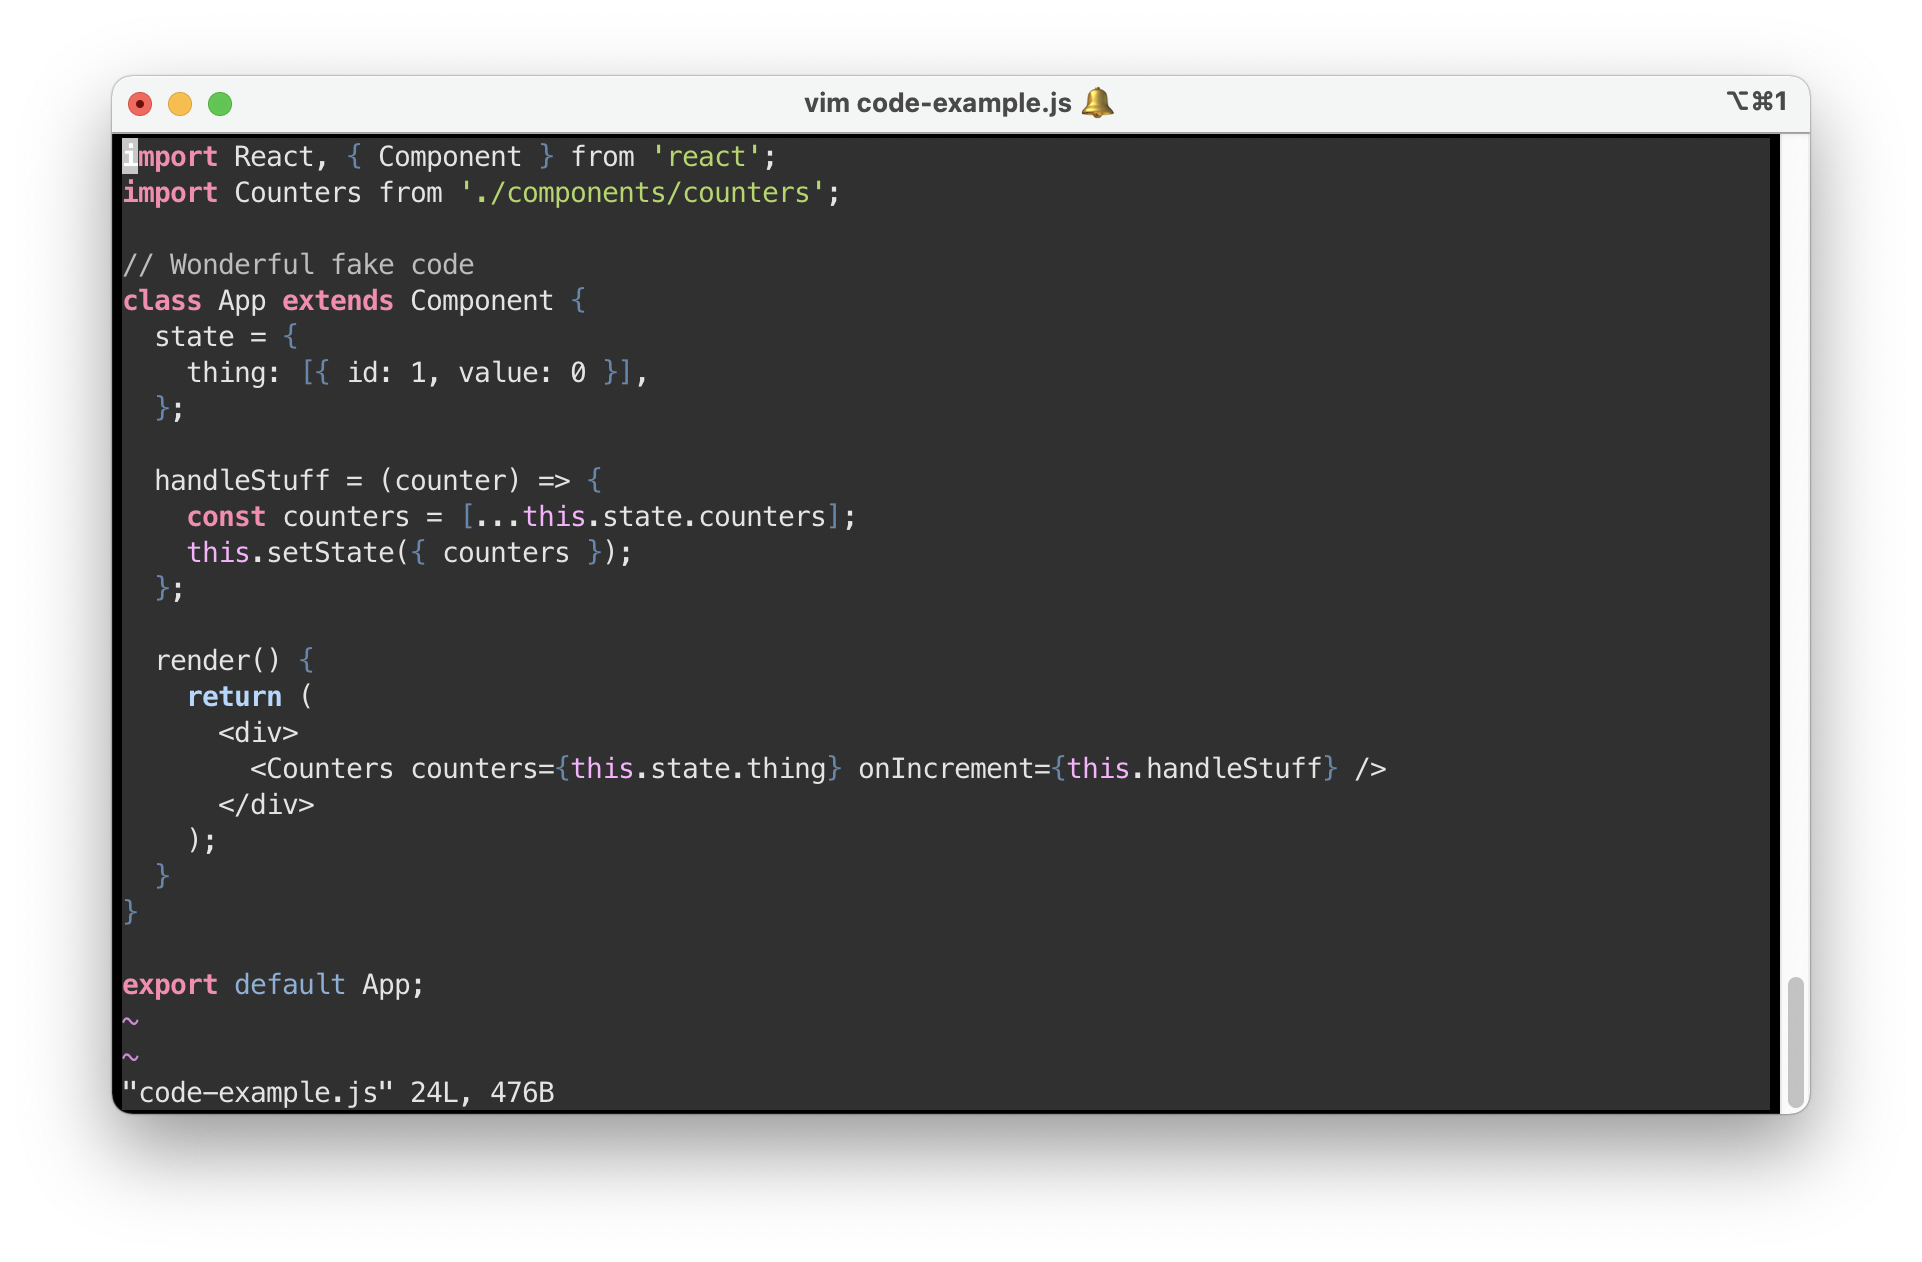 vim code-example.js 🔔 ⌥⌘1
import React, { Component } from 'react';
import Counters from './components/counters';

// Wonderful fake code
class App extends Component {
  state = {
    thing: [{ id: 1, value: 0 }],
  };

  handleStuff = (counter) => {
    const counters = [...this.state.counters];
    this.setState({ counters });
  };

  render() {
    return (
      <div>
        <Counters counters={this.state.thing} onIncrement={this.handleStuff} />
      </div>
    );
  }
}

export default App;
~
~
"code-example.js" 24L, 476B